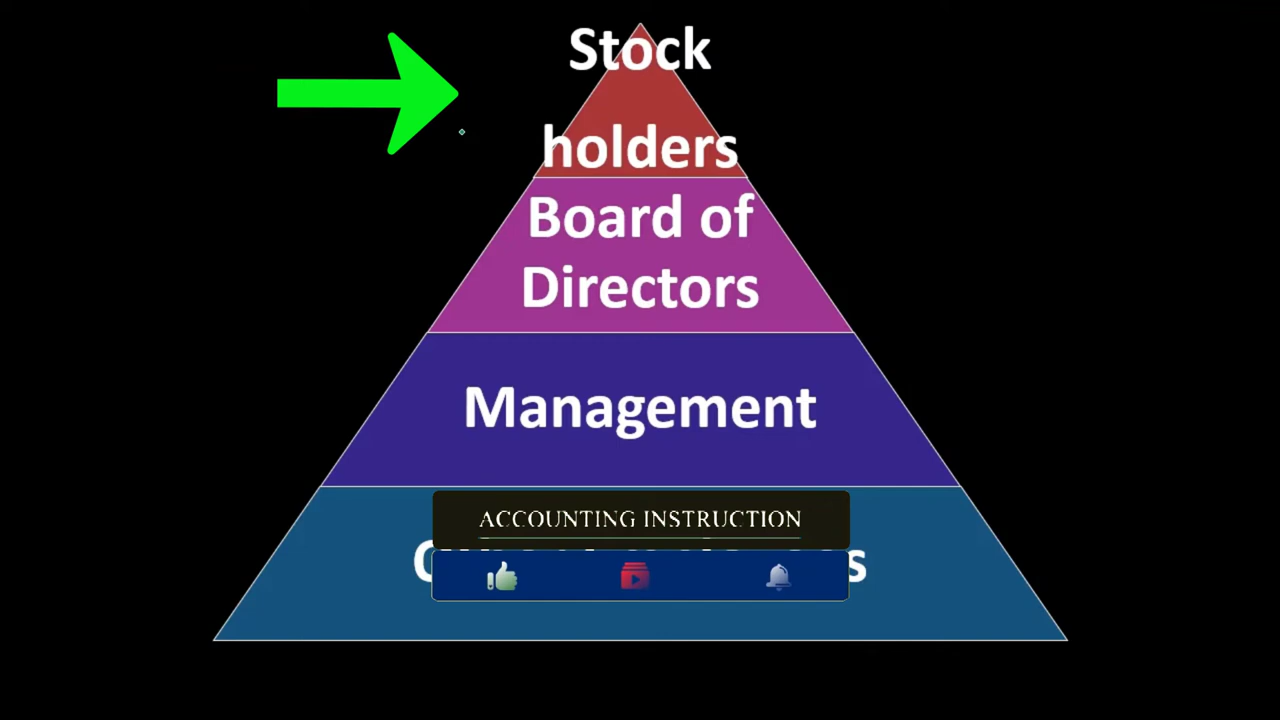 Stock
holders
Board of
Directors
Management
ACCOUNTING INSTRUCTION